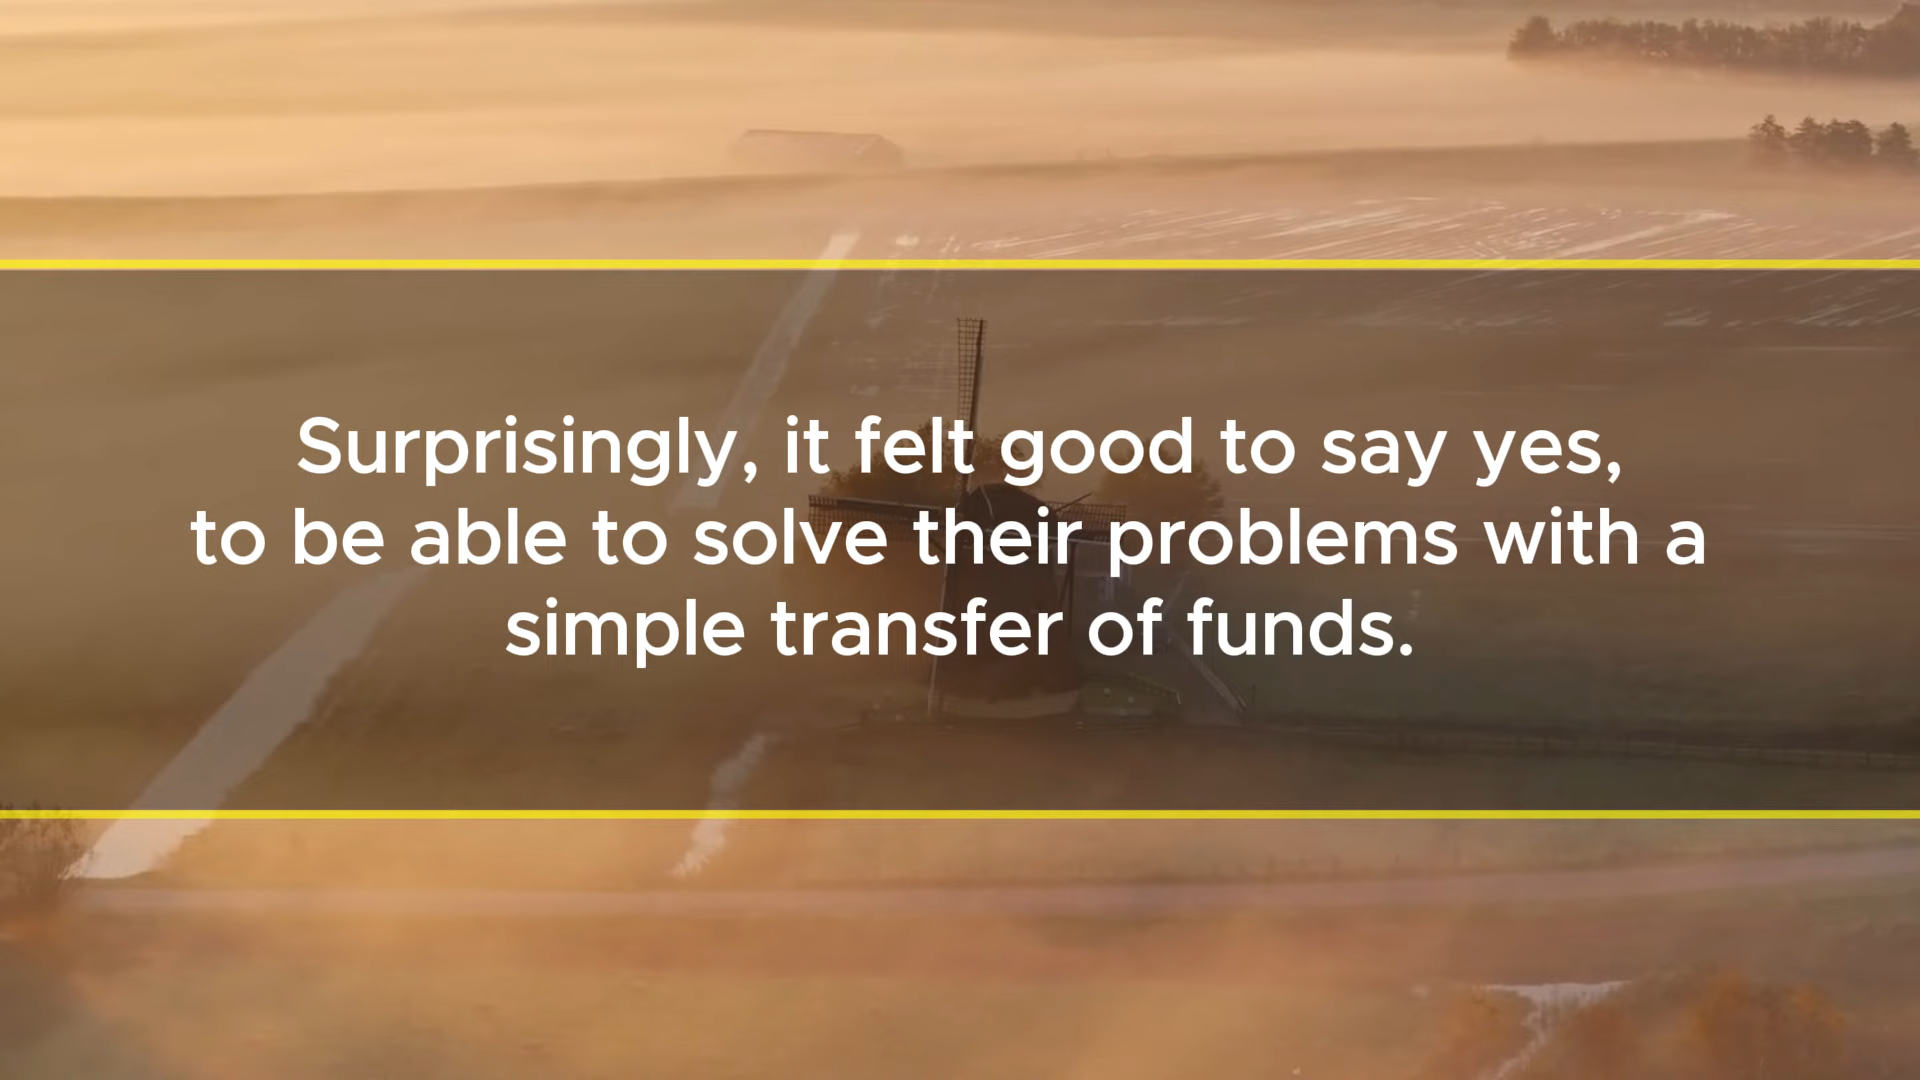 Surprisingly, it felt good to say yes,
to be able to solve their problems with a
simple transfer of funds.